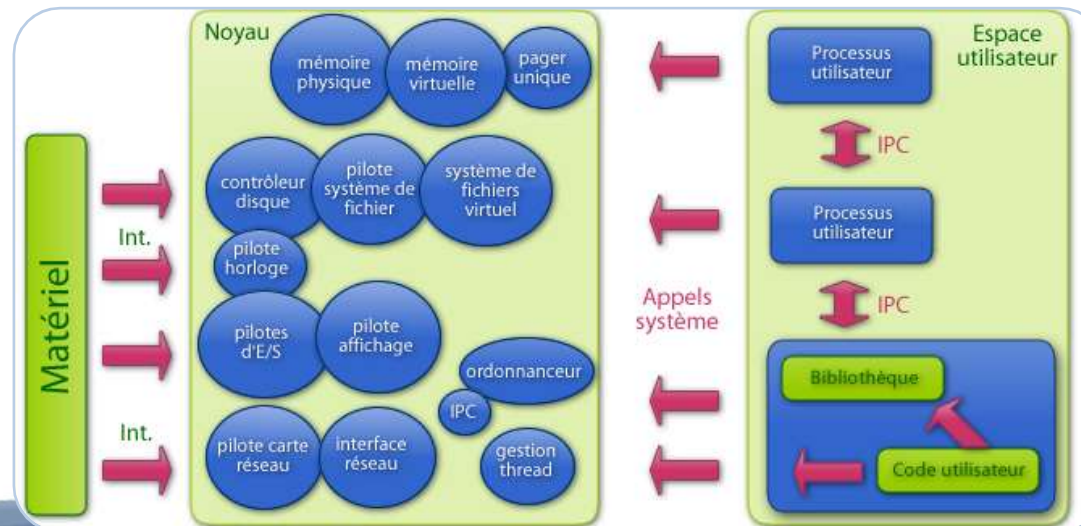 Noyau
mémoire
physique
mémoire
virtuelle
pager
unique
contrôleur
disque
pilote
système de
fichier
système de
fichiers
virtuel
pilote
horloge
pilotes
d'E/S
pilote
affichage
ordonnanceur
IPC
pilote carte
réseau
interface
réseau
gestion
thread
Matériel
Int.
Int.
Appels
système
Espace
utilisateur
Processus
utilisateur
IPC
Processus
utilisateur
IPC
Bibliothèque
Code utilisateur